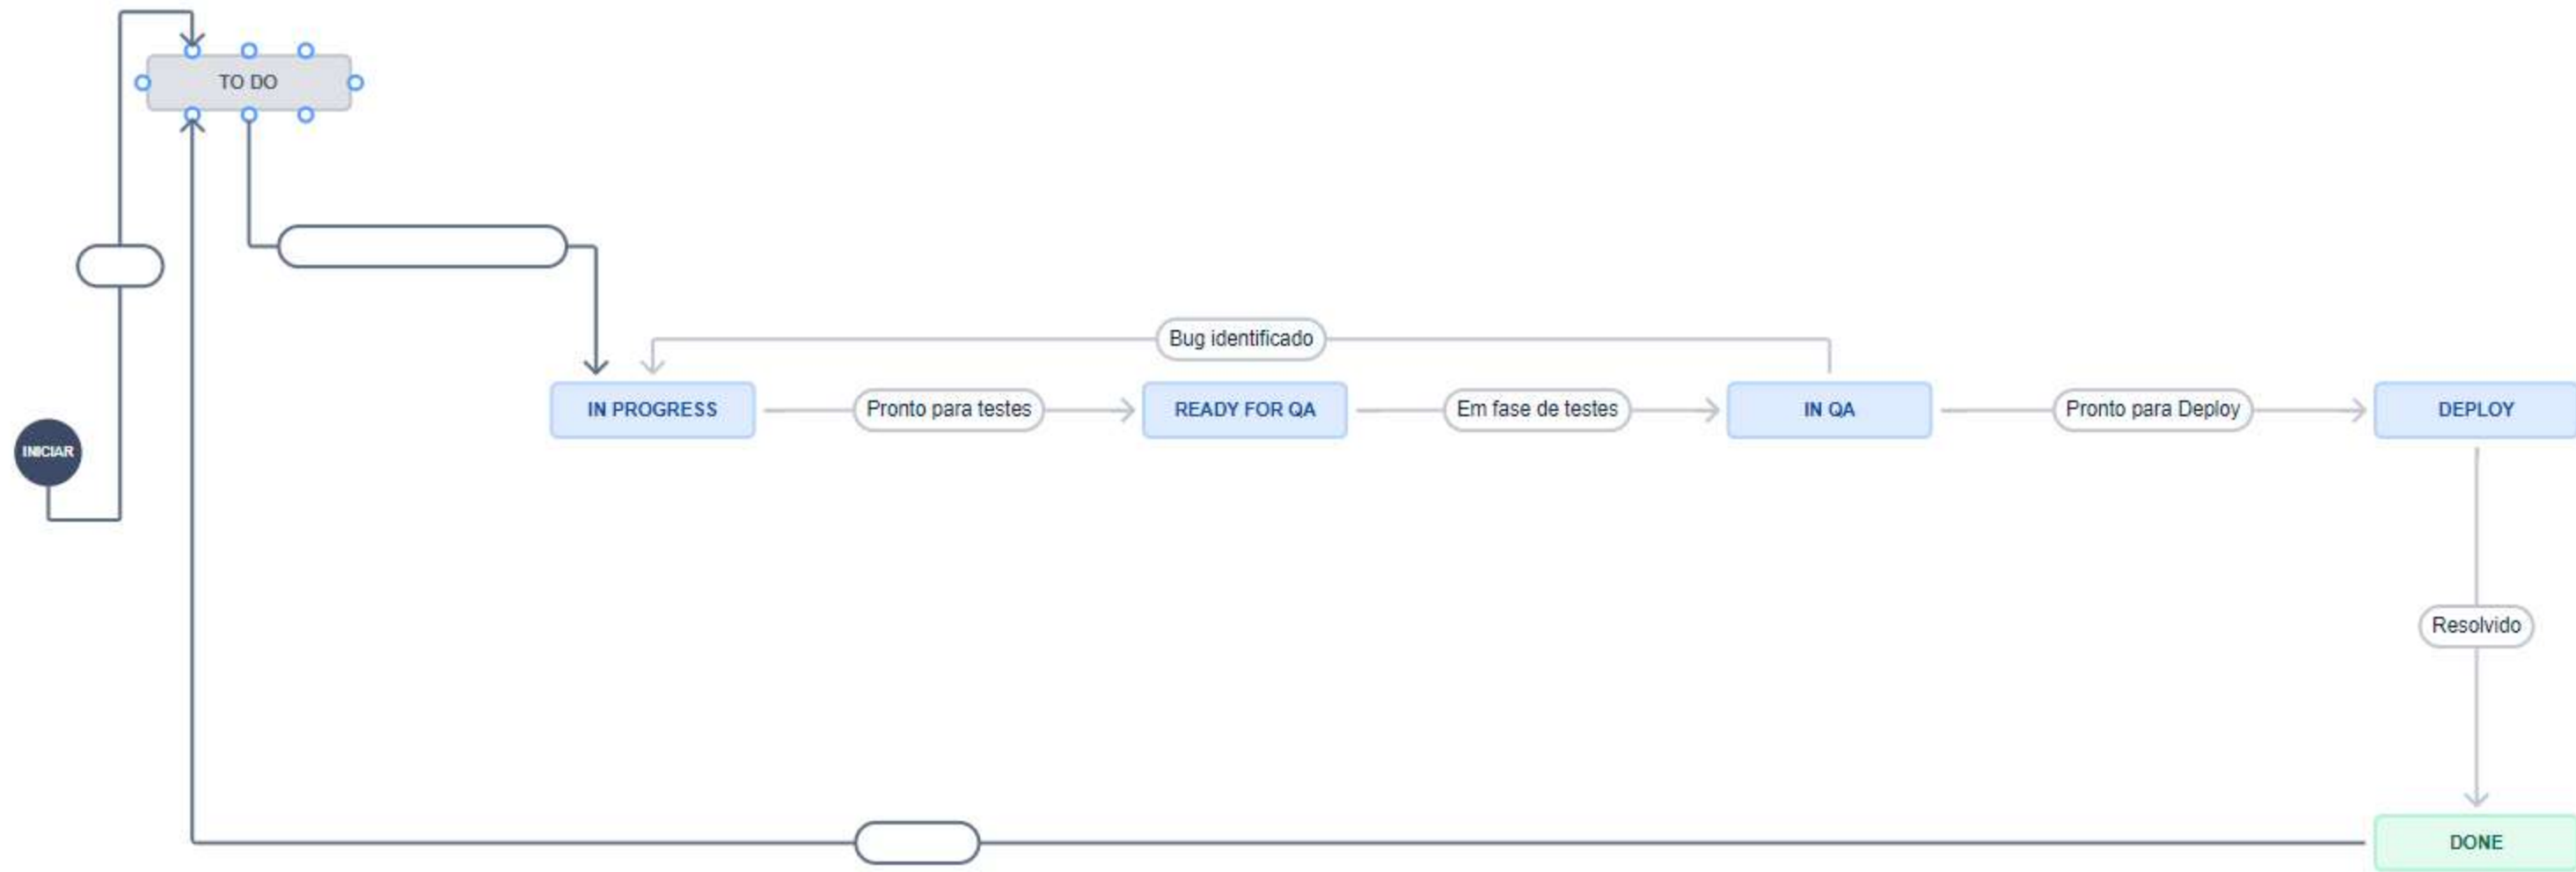 TO DO
Bug identificado
IN PROGRESS
Pronto para testes
READY FOR QA
Em fase de testes
IN QA
Pronto para Deploy
DEPLOY
INICIAR
Resolvido
DONE